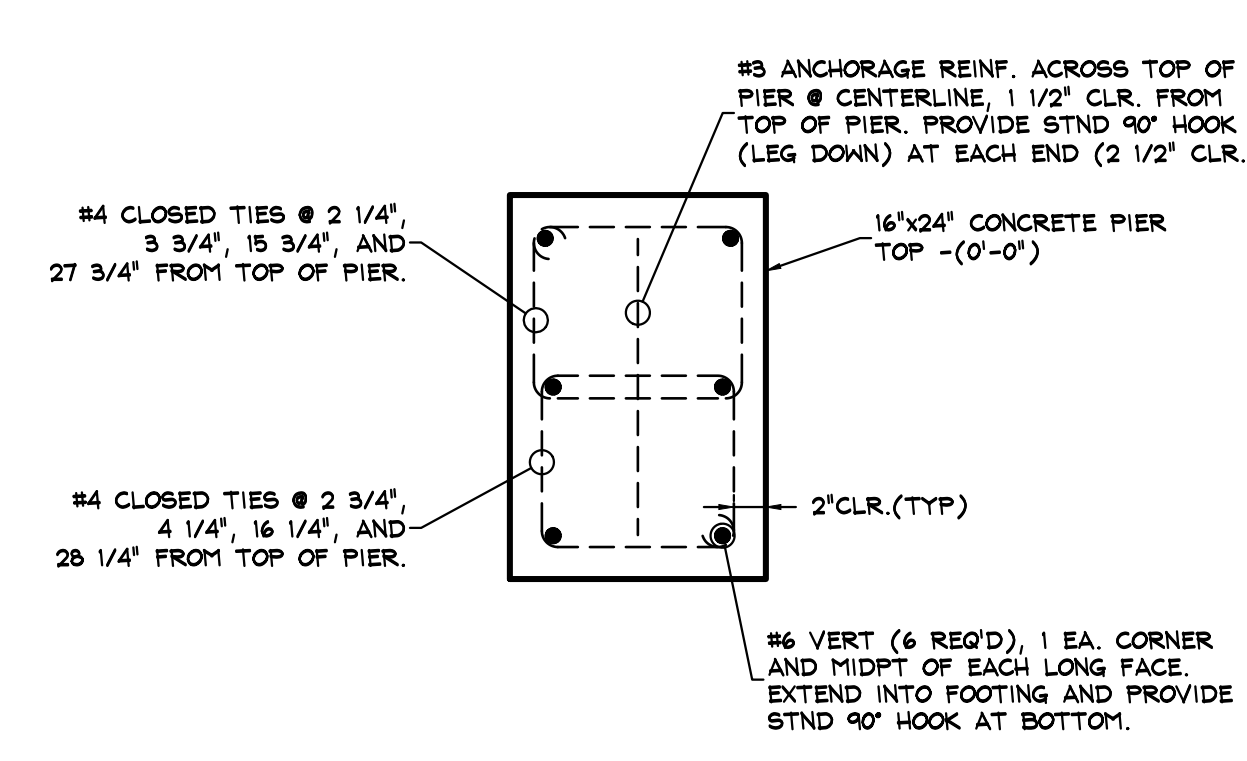 #3 ANCHORAGE REINF. ACROSS TOP OF
PIER @ CENTERLINE, 1 1/2" CLR. FROM
TOP OF PIER. PROVIDE STND 90° HOOK
(LEG DOWN) AT EACH END (2 1/2" CLR.
#4 CLOSED TIES @ 2 1/4",
3 3/4", 15 3/4", AND
27 3/4" FROM TOP OF PIER.
16"x24" CONCRETE PIER
TOP -(0'-0")
#4 CLOSED TIES @ 2 3/4",
4 1/4", 16 1/4", AND
28 1/4" FROM TOP OF PIER.
2"CLR.(TYP)
#6 VERT (6 REQ'D), 1 EA. CORNER
AND MIDPT OF EACH LONG FACE.
EXTEND INTO FOOTING AND PROVIDE
STND 90° HOOK AT BOTTOM.